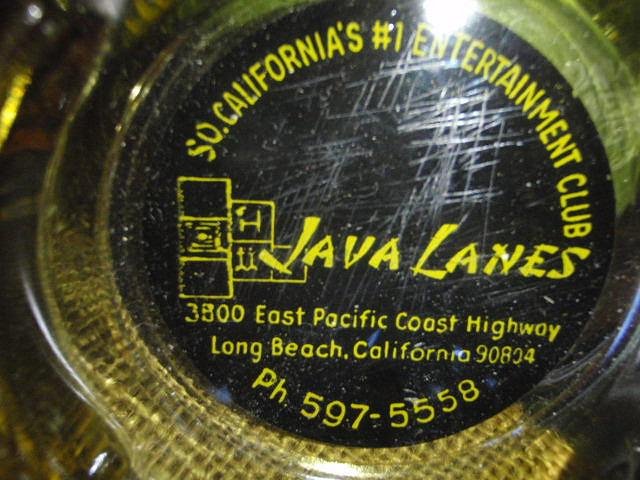 SO. CALIFORNIA'S #1 ENTERTAINMENT CLUB
JAVA LANES
3800 East Pacific Coast Highway
Long Beach, California 90804
Ph 597-5558